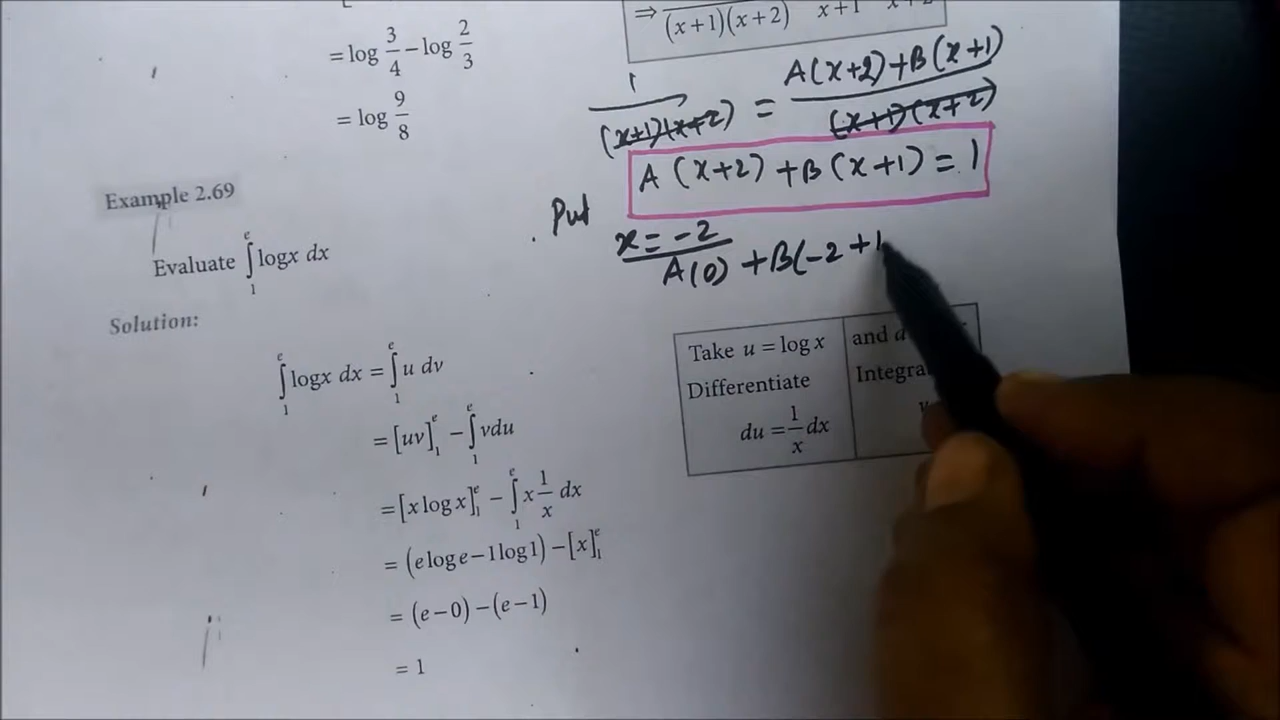 = log 3/4 − log 2/3
= log 9/8
⇒ (x+1)(x+2) x+1
1/((x+1)(x+2)) = (A(x+2)+B(x+1))/((x+1)(x+2))
A (x+2) + B (x+1) = 1
Put
x = -2
A(0) + B(-2 + 1
Example 2.69
Evaluate ∫₁ᵉ logx dx
Solution:
∫₁ᵉ logx dx = ∫₁ᵉ u dv
= [uv]₁ᵉ − ∫₁ᵉ vdu
= [x log x]₁ᵉ − ∫₁ᵉ x 1/x dx
= (e log e − 1 log 1) − [x]₁ᵉ
= (e − 0) − (e − 1)
= 1
Take u = log x and
Differentiate
du = 1/x dx